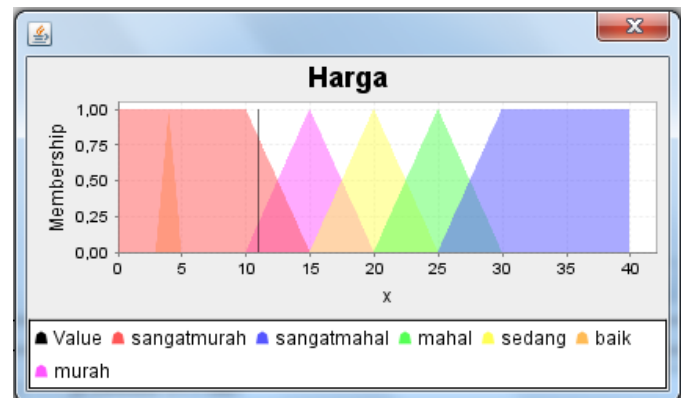 Harga
1,00
0,75
0,50
0,25
0,00
Membership
0 5 10 15 20 25 30 35 40
x
Value sangatmurah sangatmahal mahal sedang baik
murah